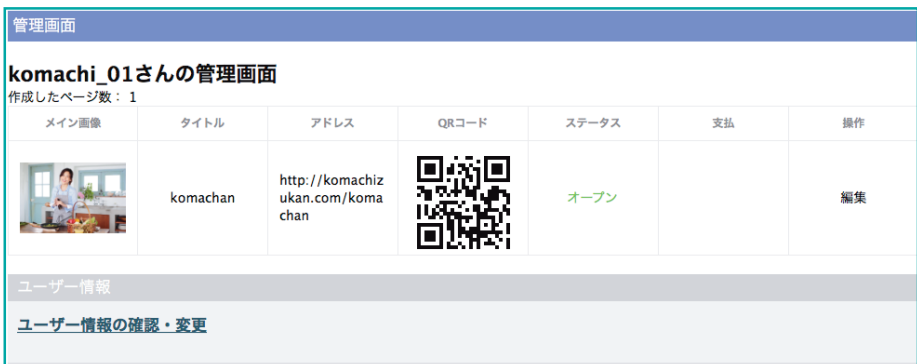 管理画面
komachi_01さんの管理画面
作成したページ数： 1
メイン画像 タイトル アドレス QRコード ステータス 支払 操作
komachan http://komachiz オープン 編集
ukan.com/koma
chan
ユーザー情報
ユーザー情報の確認・変更